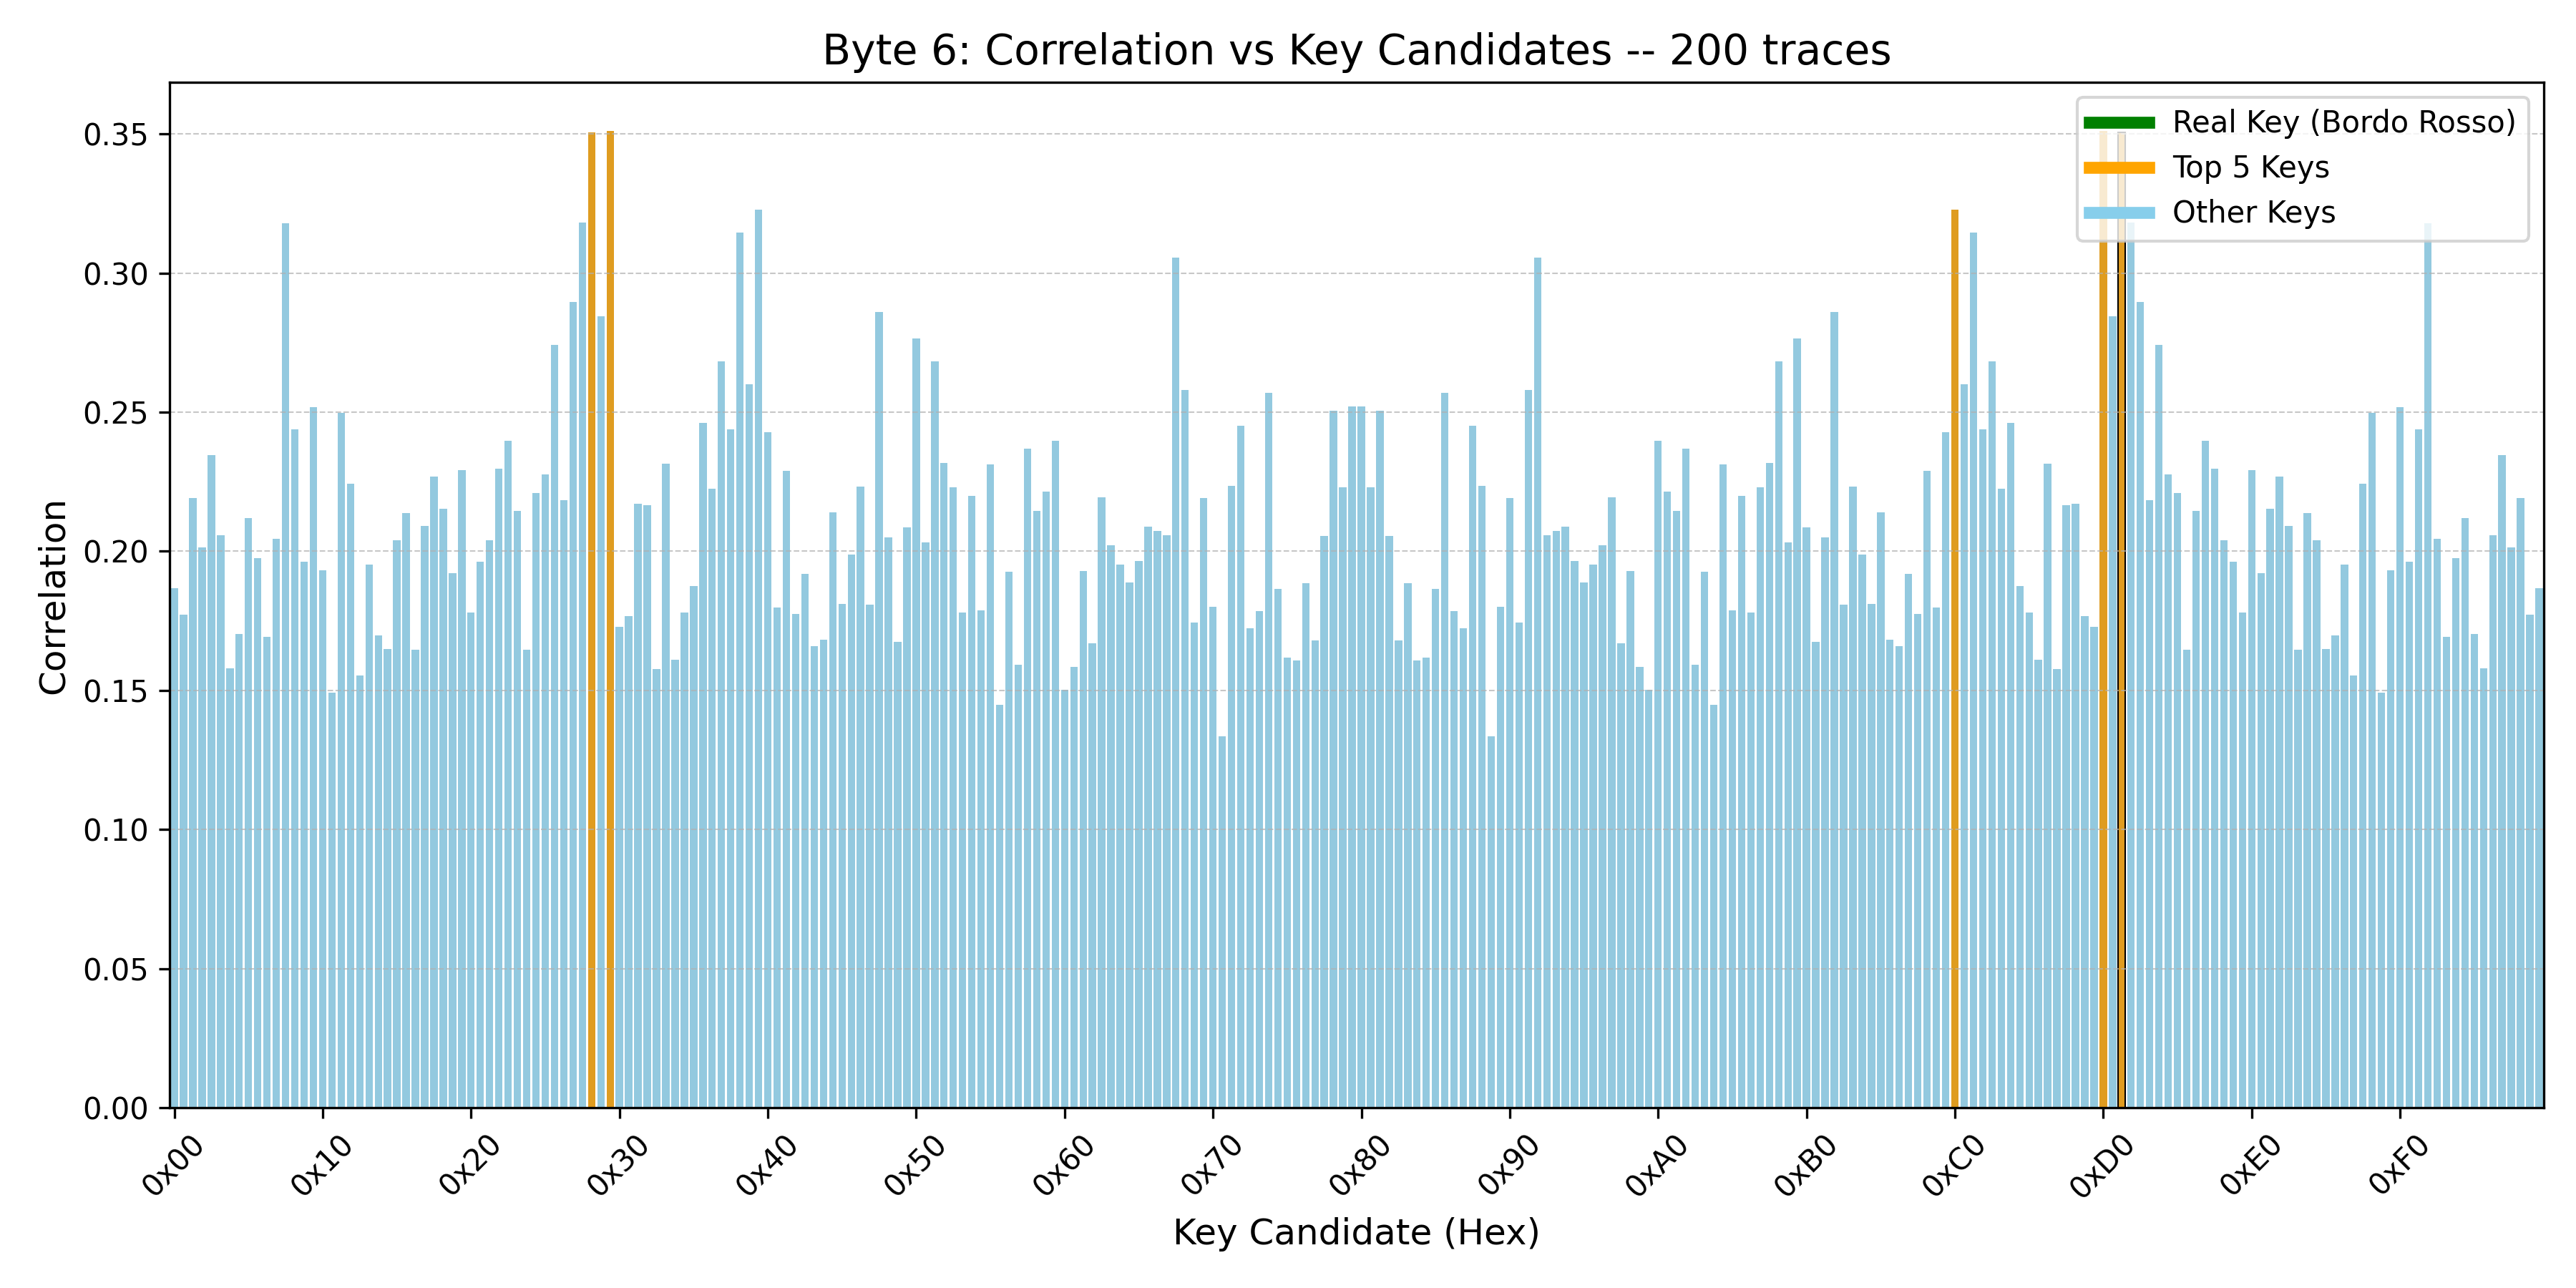 Byte 6: Correlation vs Key Candidates -- 200 traces
Real Key (Bordo Rosso)
Top 5 Keys
Other Keys
Correlation
0.35
0.30
0.25
0.20
0.15
0.10
0.05
0.00
0x00
0x10
0x20
0x30
0x40
0x50
0x60
0x70
0x80
0x90
0xA0
0xB0
0xC0
0xD0
0xE0
0xF0
Key Candidate (Hex)